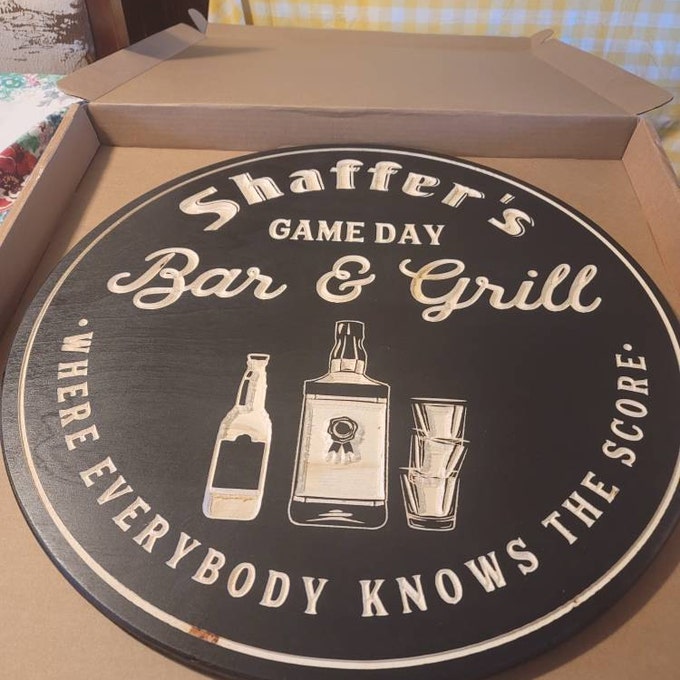 Shaffer's
GAME DAY
Bar & Grill
•WHERE EVERYBODY KNOWS THE SCORE•